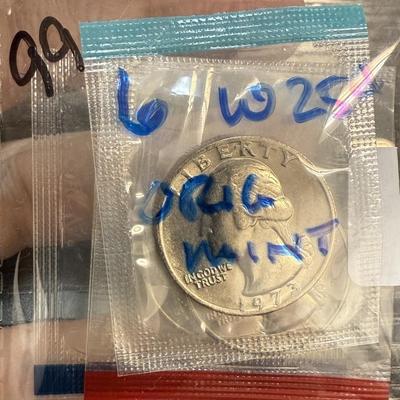 99
6 W 25¢
LIBERTY
ORIG
MINT
IN GOD WE
TRUST
1973